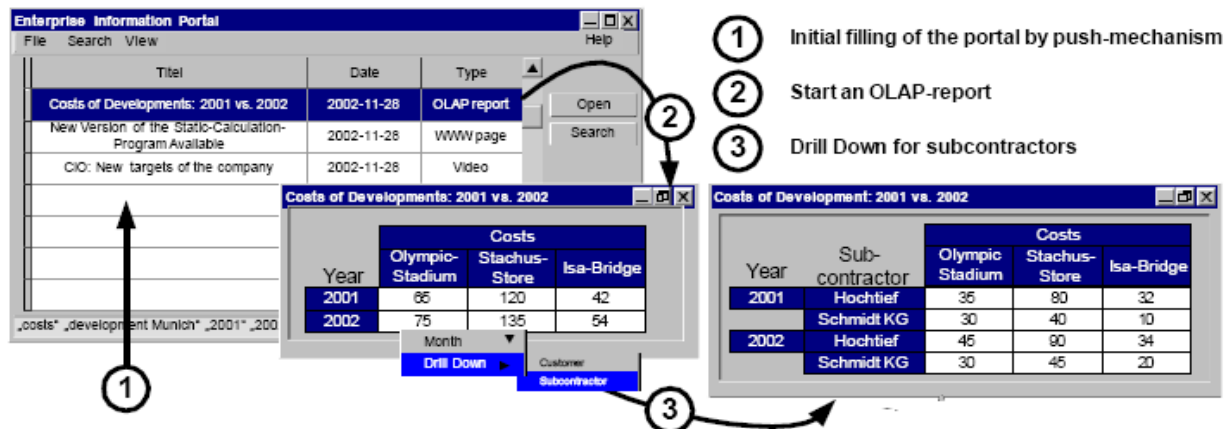 Enterprise Information Portal
File Search View Help
Titel Date Type
Costs of Developments: 2001 vs. 2002 2002-11-28 OLAP report
New Version of the Static-Calculation-
Program Available 2002-11-28 WWW page
CIO: New targets of the company 2002-11-28 Video
Open
Search
„costs“ „development Munich“ „2001“ „200
1
2
1 Initial filling of the portal by push-mechanism
2 Start an OLAP-report
3 Drill Down for subcontractors
Costs of Developments: 2001 vs. 2002
Costs
Year Olympic-
Stadium Stachus-
Store Isa-Bridge
2001 65 120 42
2002 75 135 54
Month
Drill Down
Customer
Subcontractor
3
Costs of Development: 2001 vs. 2002
Costs
Year Sub-
contractor Olympic
Stadium Stachus-
Store Isa-Bridge
2001 Hochtief 35 80 32
Schmidt KG 30 40 10
2002 Hochtief 45 90 34
Schmidt KG 30 45 20